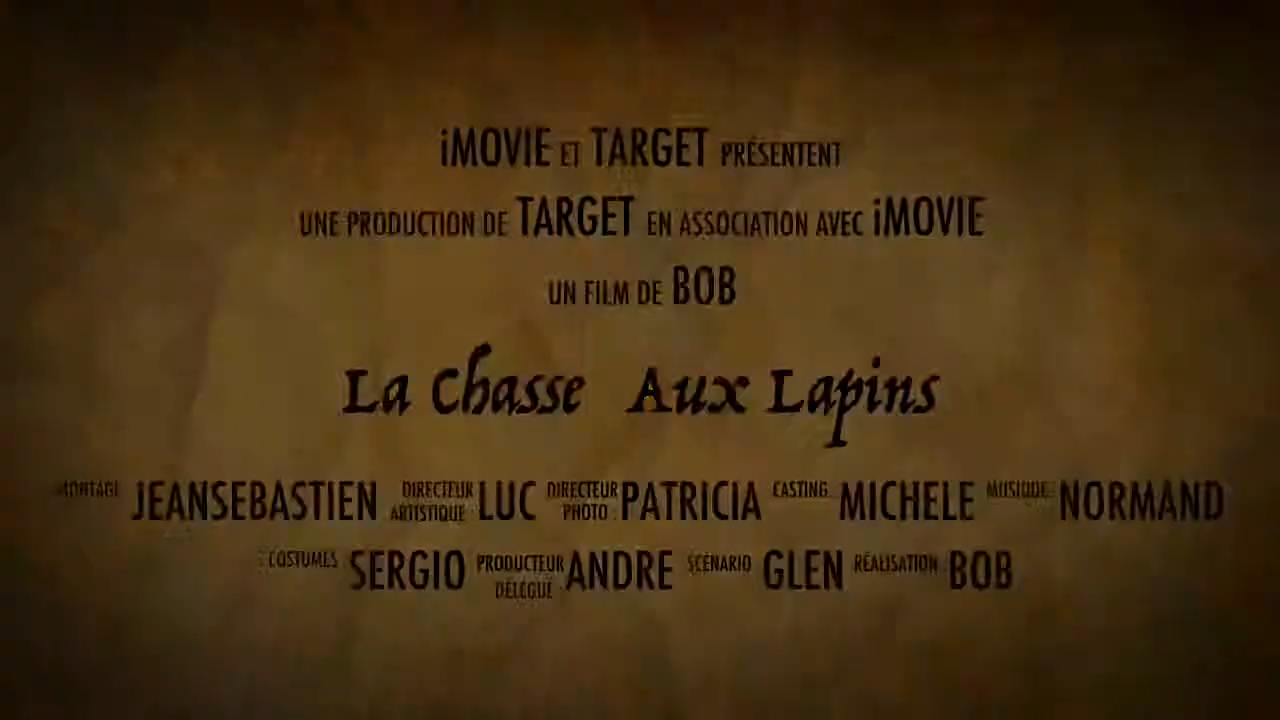 iMOVIE ET TARGET PRÉSENTENT
UNE PRODUCTION DE TARGET EN ASSOCIATION AVEC iMOVIE
UN FILM DE BOB
La Chasse Aux Lapins
MONTAGE JEANSEBASTIEN DIRECTEUR ARTISTIQUE LUC DIRECTEUR PHOTO PATRICIA CASTING MICHELE MUSIQUE NORMAND
COSTUMES SERGIO PRODUCTEUR DÉLÉGUÉ ANDRE SCÉNARIO GLEN RÉALISATION BOB